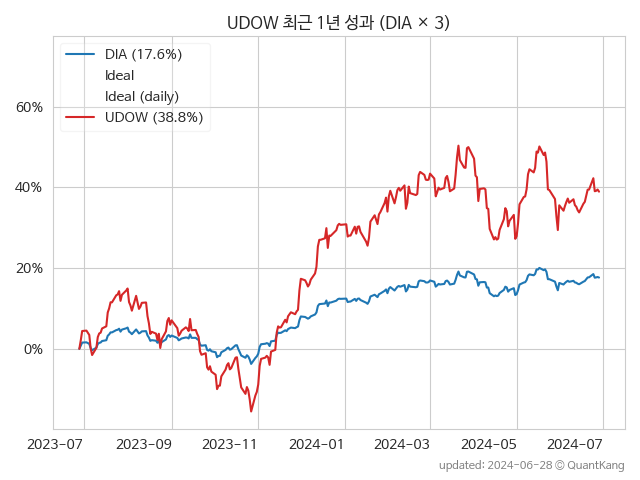 UDOW 최근 1년 성과 (DIA × 3)
DIA (17.6%)
Ideal
Ideal (daily)
UDOW (38.8%)
60%
40%
20%
0%
2023-07 2023-09 2023-11 2024-01 2024-03 2024-05 2024-07
updated: 2024-06-28 © QuantKang